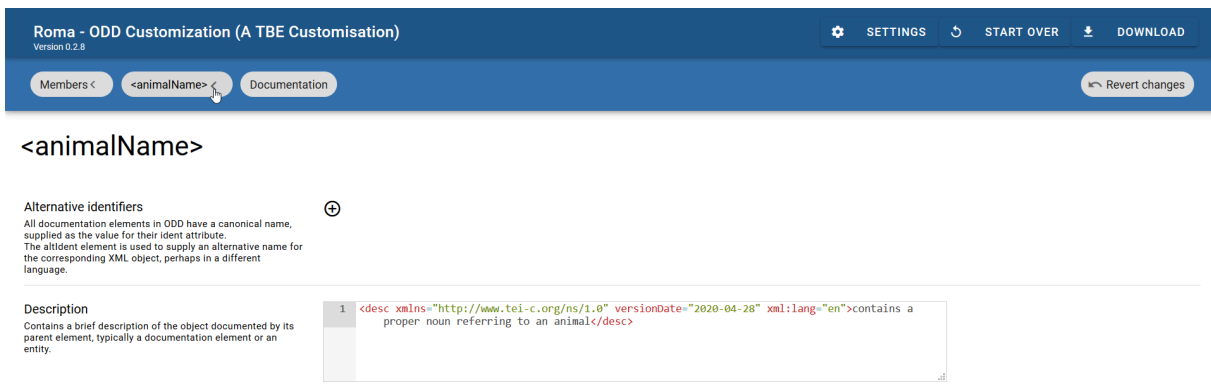 Roma - ODD Customization (A TBE Customisation)
Version 0.2.8
SETTINGS
START OVER
DOWNLOAD
Members <
<animalName> <
Documentation
Revert changes
<animalName>
Alternative identifiers
All documentation elements in ODD have a canonical name,
supplied as the value for their ident attribute.
The altIdent element is used to supply an alternative name for
the corresponding XML object, perhaps in a different
language.
Description
Contains a brief description of the object documented by its
parent element, typically a documentation element or an
entity.
1 <desc xmlns="http://www.tei-c.org/ns/1.0" versionDate="2020-04-28" xml:lang="en">contains a
proper noun referring to an animal</desc>